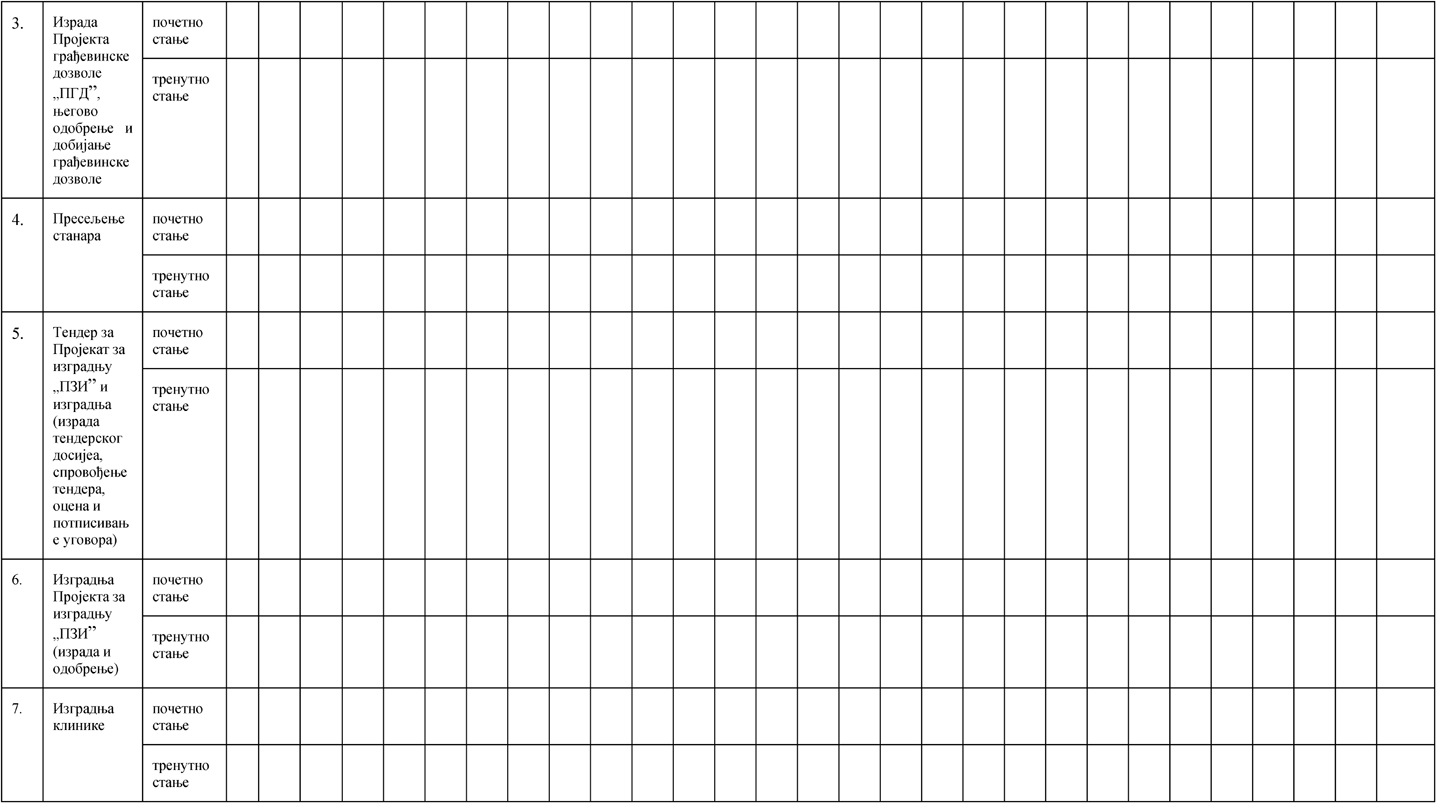 3.
Израда
Пројекта
грађевинске
дозволе
„ПГД”,
његово
одобрење и
добијање
грађевинске
дозволе
почетно
стање
тренутно
стање
4.
Пресељење
станара
почетно
стање
тренутно
стање
5.
Тендер за
Пројекат за
изградњу
„ПЗИ” и
изградња
(израда
тендерског
досијеа,
спровођење
тендера,
оцена и
потписивањ
е уговора)
почетно
стање
тренутно
стање
6.
Изградња
Пројекта за
изградњу
„ПЗИ”
(израда и
одобрење)
почетно
стање
тренутно
стање
7.
Изградња
клинике
почетно
стање
тренутно
стање